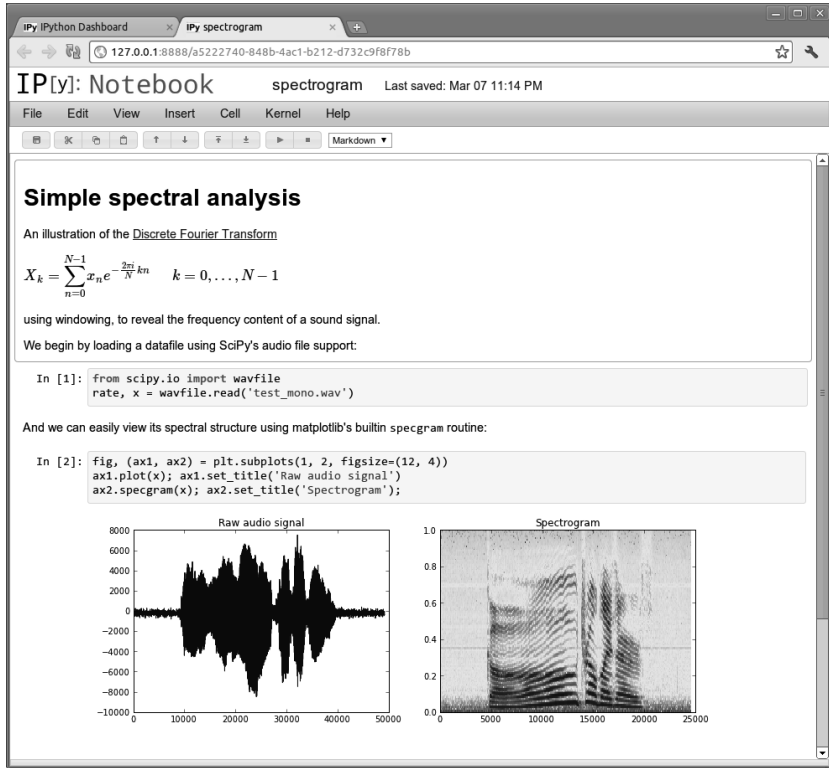 IPy IPython Dashboard × IPy spectrogram ×
127.0.0.1:8888/a5222740-848b-4ac1-b212-d732c9f8f78b
IP[y]: Notebook spectrogram Last saved: Mar 07 11:14 PM
File Edit View Insert Cell Kernel Help
Markdown ▼
Simple spectral analysis
An illustration of the Discrete Fourier Transform
X_k = \sum_{n=0}^{N-1} x_n e^{-\frac{2\pi i}{N} kn} k = 0, . . . , N − 1
using windowing, to reveal the frequency content of a sound signal.
We begin by loading a datafile using SciPy's audio file support:
In [1]: from scipy.io import wavfile
rate, x = wavfile.read('test_mono.wav')
And we can easily view its spectral structure using matplotlib's builtin specgram routine:
In [2]: fig, (ax1, ax2) = plt.subplots(1, 2, figsize=(12, 4))
ax1.plot(x); ax1.set_title('Raw audio signal')
ax2.specgram(x); ax2.set_title('Spectrogram');
Raw audio signal
8000
6000
4000
2000
0
−2000
−4000
−6000
−8000
−10000
0 10000 20000 30000 40000 50000
Spectrogram
1.0
0.8
0.6
0.4
0.2
0.0
0 5000 10000 15000 20000 25000